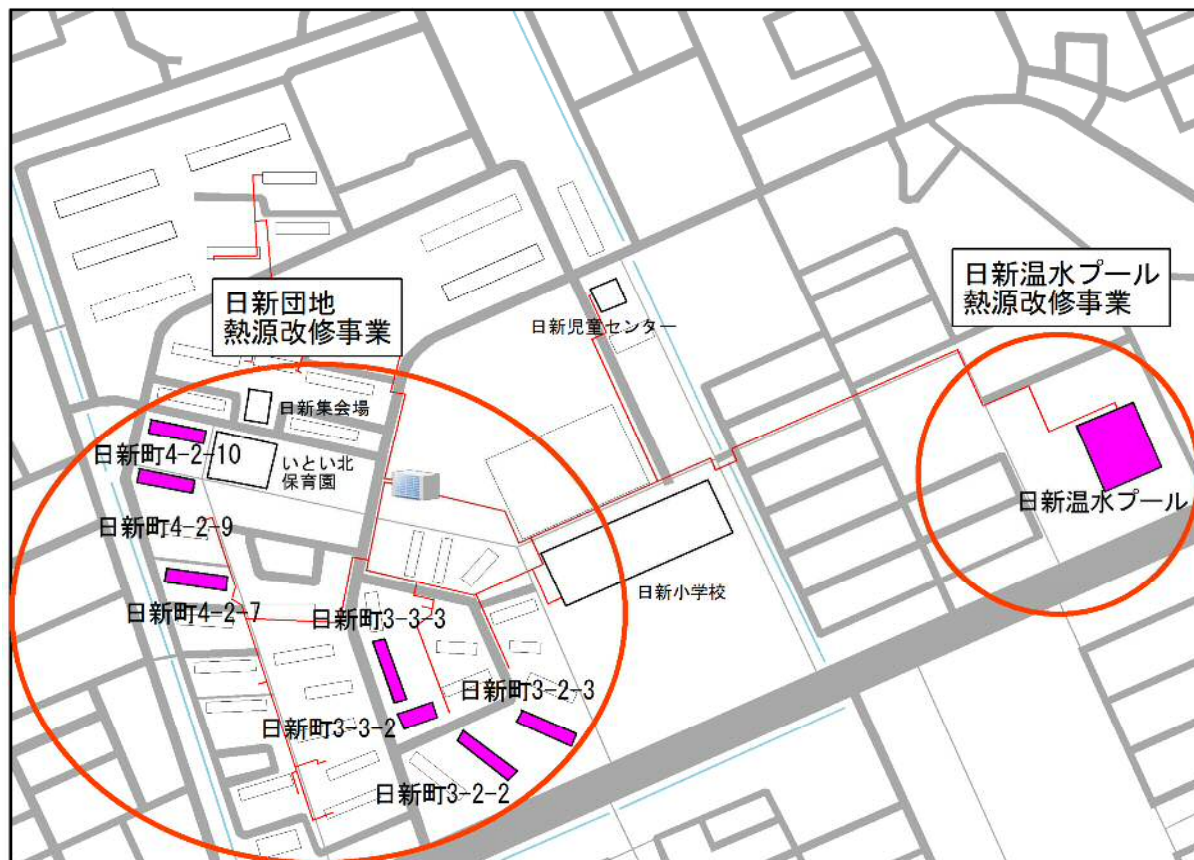 日新団地
熱源改修事業
日新温水プール
熱源改修事業
日新児童センター
日新集会場
日新町4-2-10
いとい北
保育園
日新温水プール
日新町4-2-9
日新小学校
日新町4-2-7
日新町3-3-3
日新町3-2-3
日新町3-3-2
日新町3-2-2